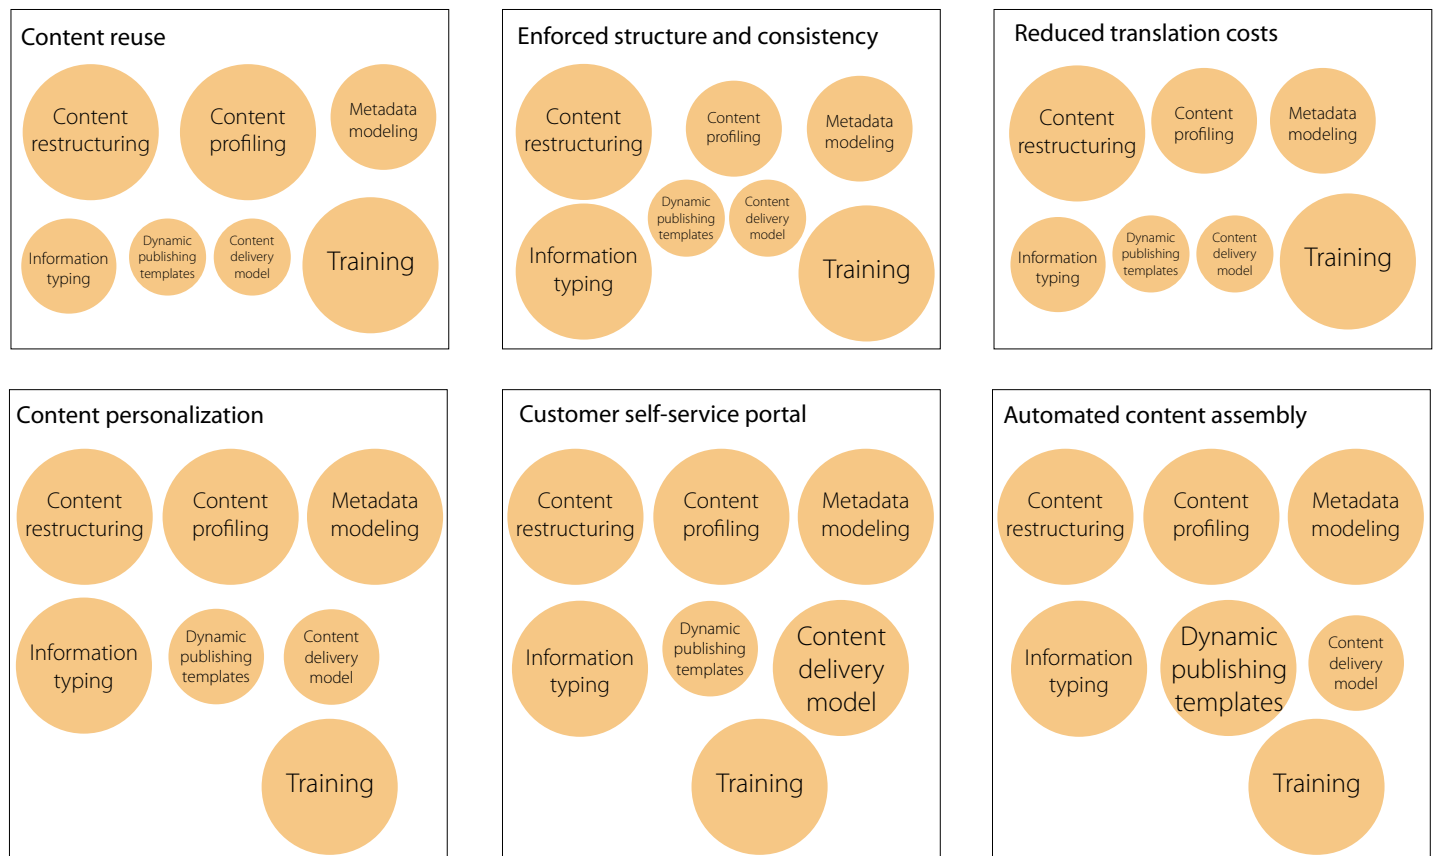 Content reuse
Content
restructuring
Content
profiling
Metadata
modeling
Information
typing
Dynamic
publishing
templates
Content
delivery
model
Training
Enforced structure and consistency
Content
restructuring
Content
profiling
Metadata
modeling
Dynamic
publishing
templates
Content
delivery
model
Information
typing
Training
Reduced translation costs
Content
restructuring
Content
profiling
Metadata
modeling
Information
typing
Dynamic
publishing
templates
Content
delivery
model
Training
Content personalization
Content
restructuring
Content
profiling
Metadata
modeling
Information
typing
Dynamic
publishing
templates
Content
delivery
model
Training
Customer self-service portal
Content
restructuring
Content
profiling
Metadata
modeling
Information
typing
Dynamic
publishing
templates
Content
delivery
model
Training
Automated content assembly
Content
restructuring
Content
profiling
Metadata
modeling
Information
typing
Dynamic
publishing
templates
Content
delivery
model
Training